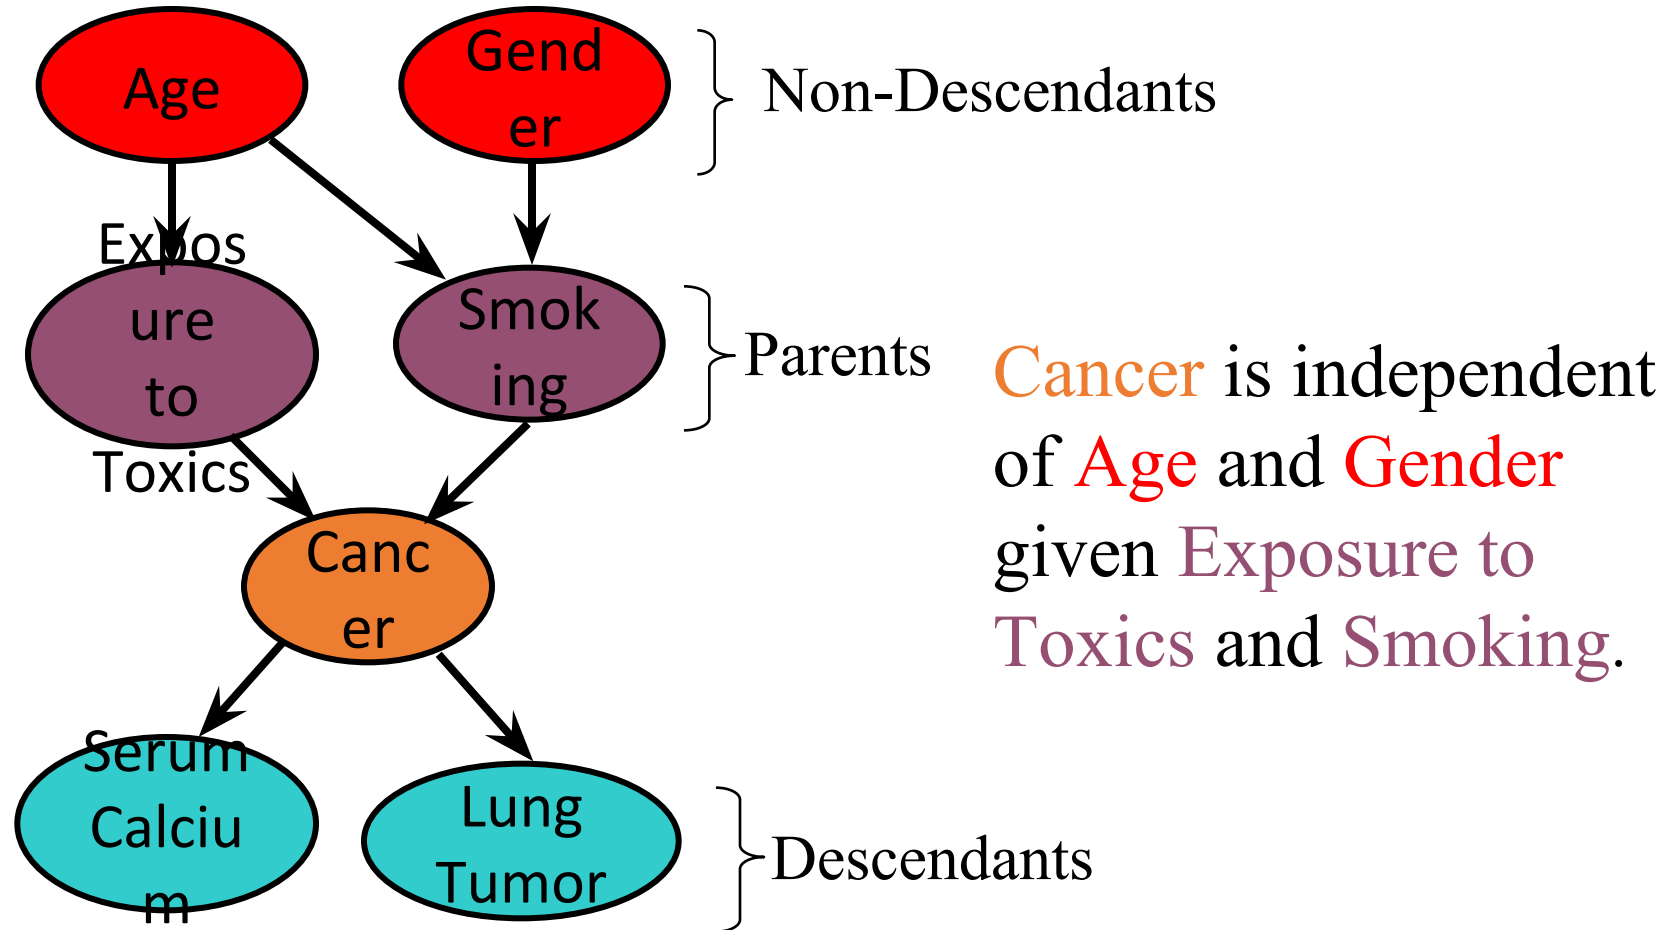 Age
Gend
er
Non-Descendants
Expos
ure
to
Toxics
Smok
ing
Parents
Cancer is independent
of Age and Gender
given Exposure to
Toxics and Smoking.
Canc
er
Serum
Calciu
m
Lung
Tumor
Descendants